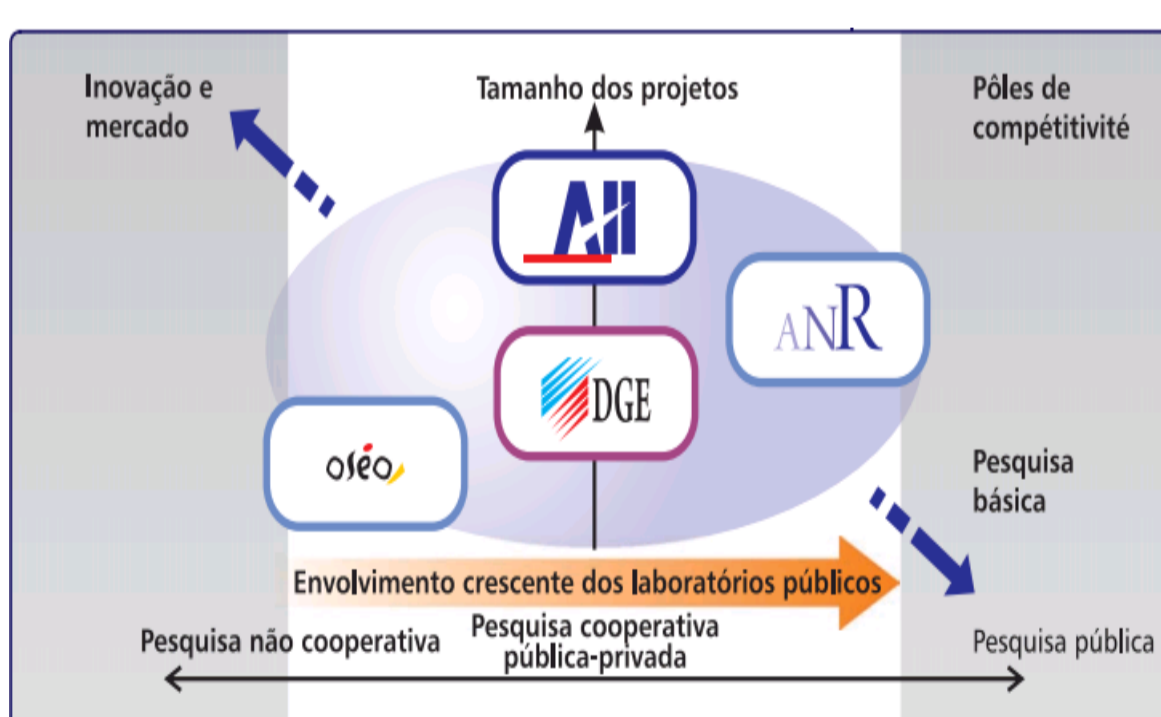 Inovação e
mercado
Tamanho dos projetos
Pôles de
compétitivité
AII
ANR
DGE
oséo
Pesquisa
básica
Envolvimento crescente dos laboratórios públicos
Pesquisa não cooperativa
Pesquisa cooperativa
pública-privada
Pesquisa pública